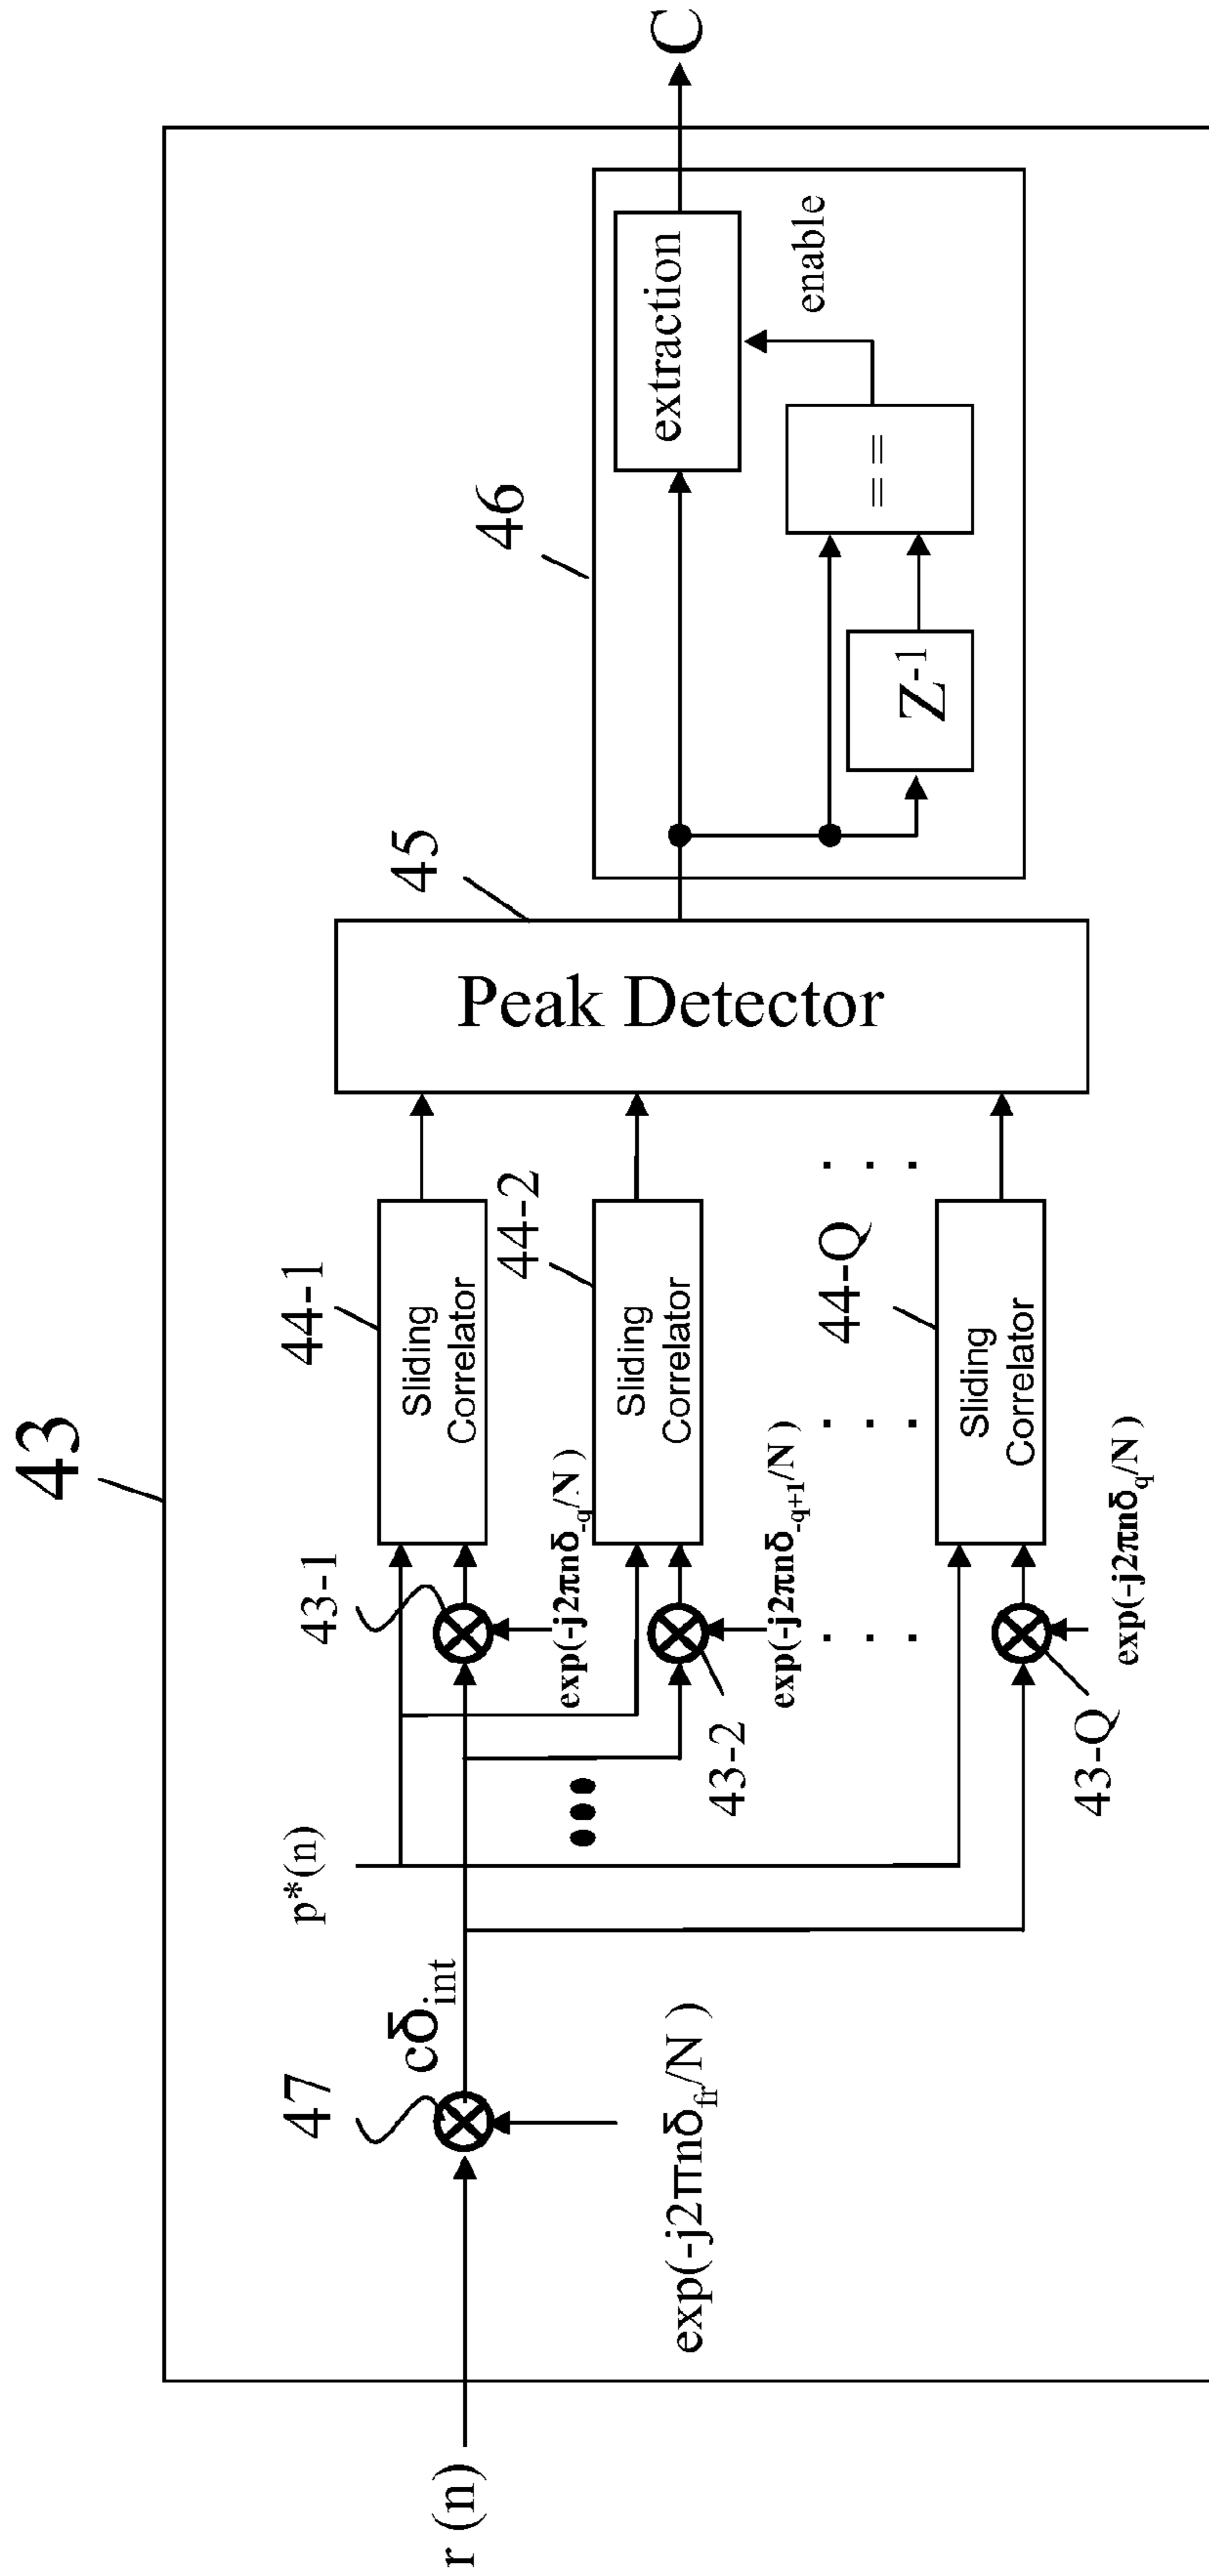 43
r (n)
47
cδint
exp(-j2πnδfr/N )
p*(n)
43-1
exp(-j2πnδ-q/N )
43-2
exp(-j2πnδ-q+1/N )
43-Q
exp(-j2πnδq/N )
44-1
Sliding
Correlator
44-2
Sliding
Correlator
44-Q
Sliding
Correlator
45
Peak Detector
46
Z-1
= =
enable
extraction
C